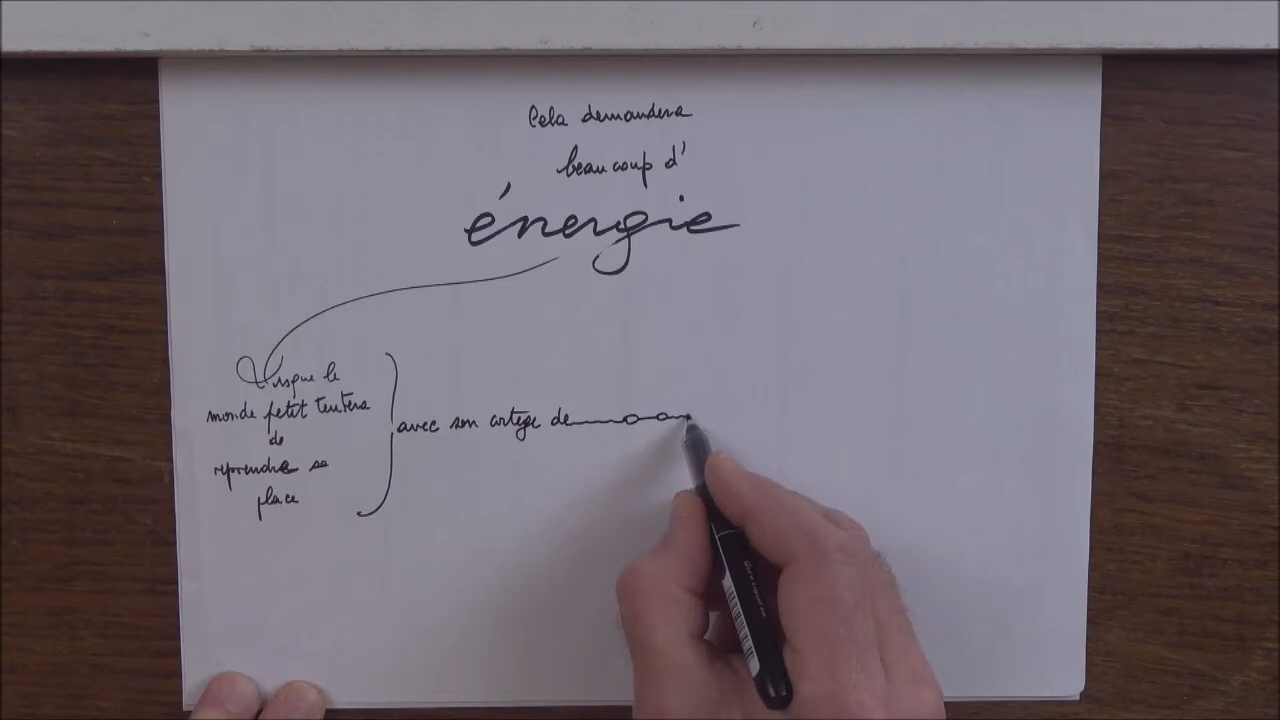 Cela demandera
beaucoup d'
énergie
Lorsque le
monde petit tentera
de
reprendre sa
place
avec son cortège de